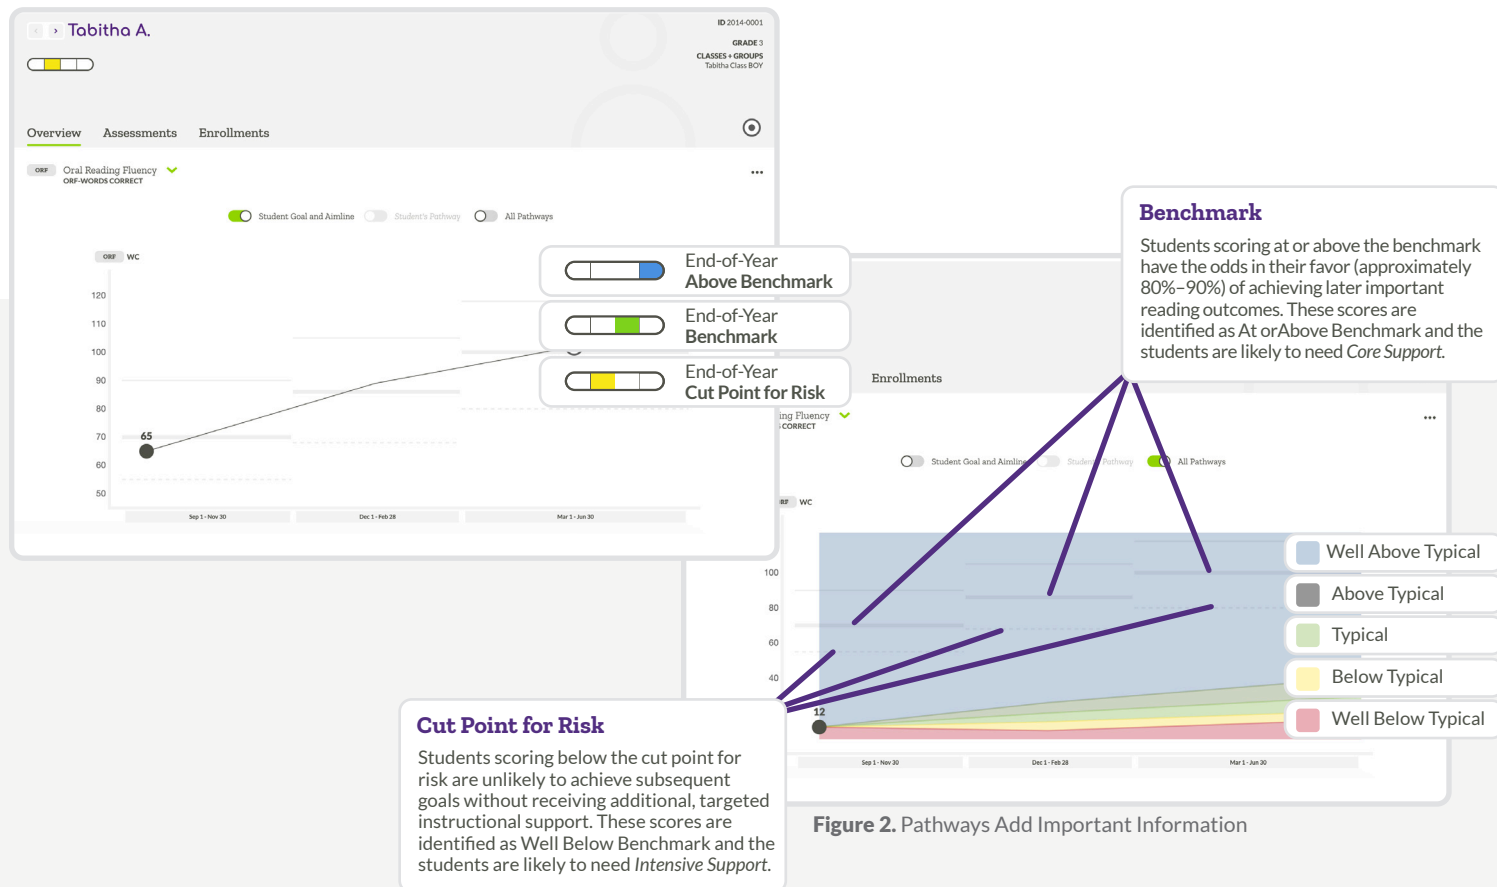 Tabitha A.
ID 2014-0001
GRADE 3
CLASSES + GROUPS
Tabitha Class BOY
Overview Assessments Enrollments
ORF Oral Reading Fluency
ORF-WORDS CORRECT
Student Goal and Aimline Student's Pathway All Pathways
ORF WC
120
110
100
90
80
70
60
50
65
Sep 1 - Nov 30 Dec 1 - Feb 28 Mar 1 - Jun 30
End-of-Year
Above Benchmark
End-of-Year
Benchmark
End-of-Year
Cut Point for Risk
Benchmark
Students scoring at or above the benchmark
have the odds in their favor (approximately
80%–90%) of achieving later important
reading outcomes. These scores are
identified as At orAbove Benchmark and the
students are likely to need Core Support.
Enrollments
ing Fluency
CORRECT
Student Goal and Aimline Student's Pathway All Pathways
WC
100
80
60
40
12
Sep 1 - Nov 30 Dec 1 - Feb 28 Mar 1 - Jun 30
Well Above Typical
Above Typical
Typical
Below Typical
Well Below Typical
Cut Point for Risk
Students scoring below the cut point for
risk are unlikely to achieve subsequent
goals without receiving additional, targeted
instructional support. These scores are
identified as Well Below Benchmark and the
students are likely to need Intensive Support.
Figure 2. Pathways Add Important Information